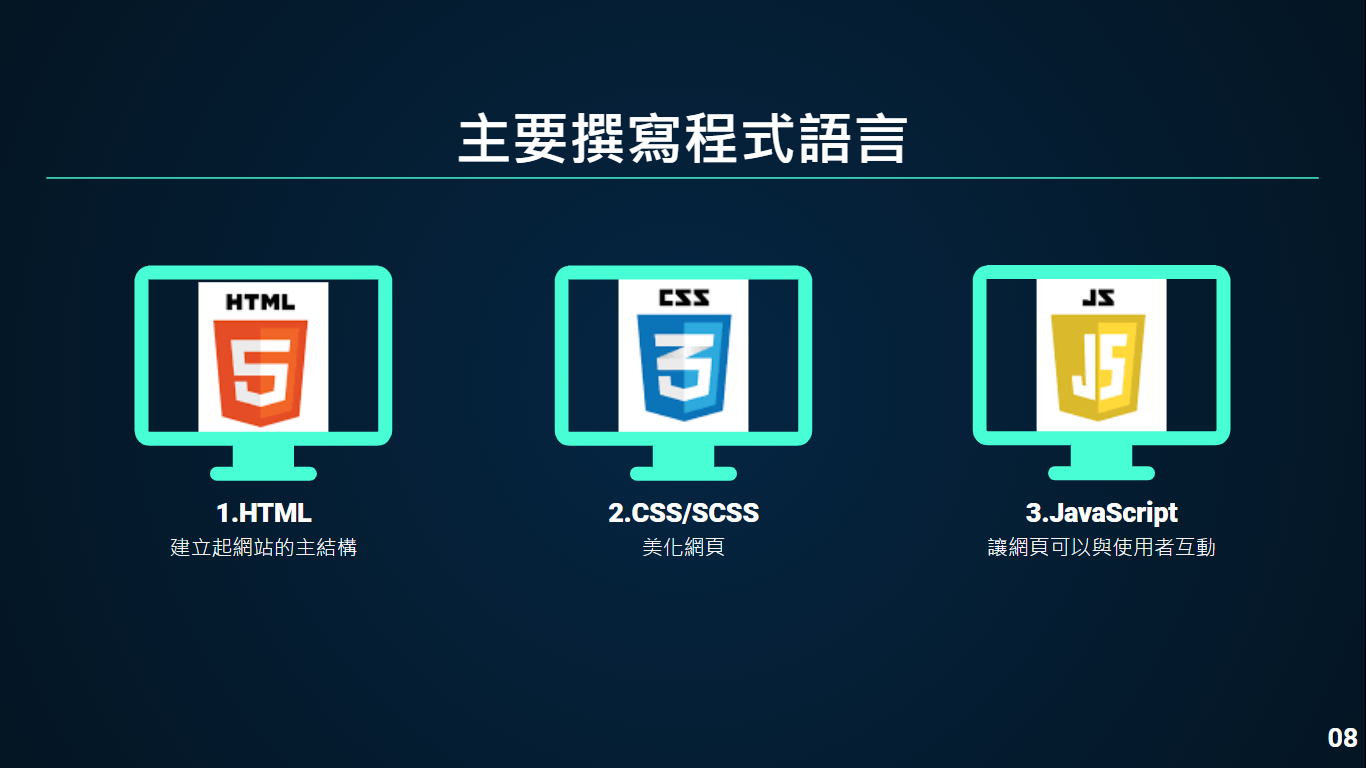 主要撰寫程式語言
HTML
5
CSS
3
JS
JS
1.HTML
建立起網站的主結構
2.CSS/SCSS
美化網頁
3.JavaScript
讓網頁可以與使用者互動
08